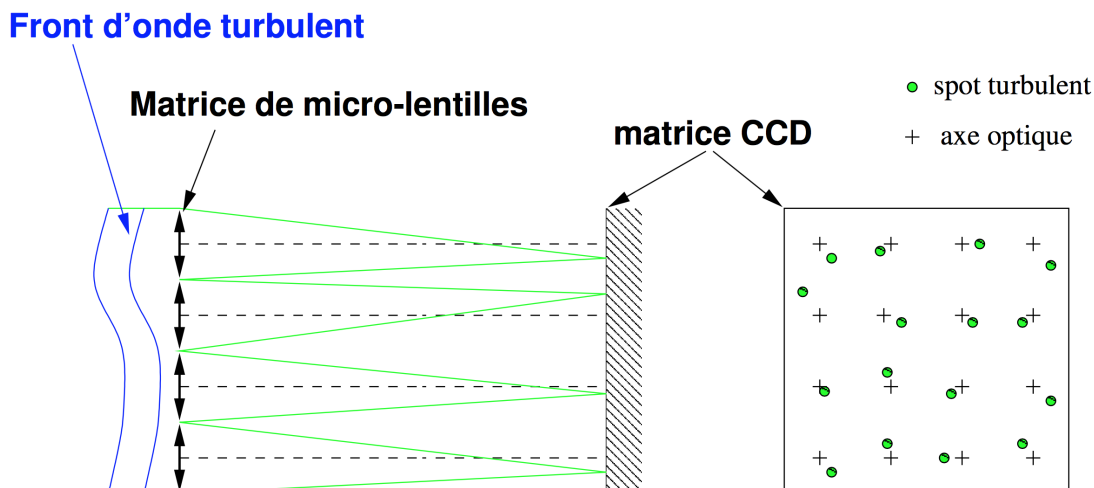 Front d’onde turbulent
Matrice de micro-lentilles
matrice CCD
spot turbulent
axe optique